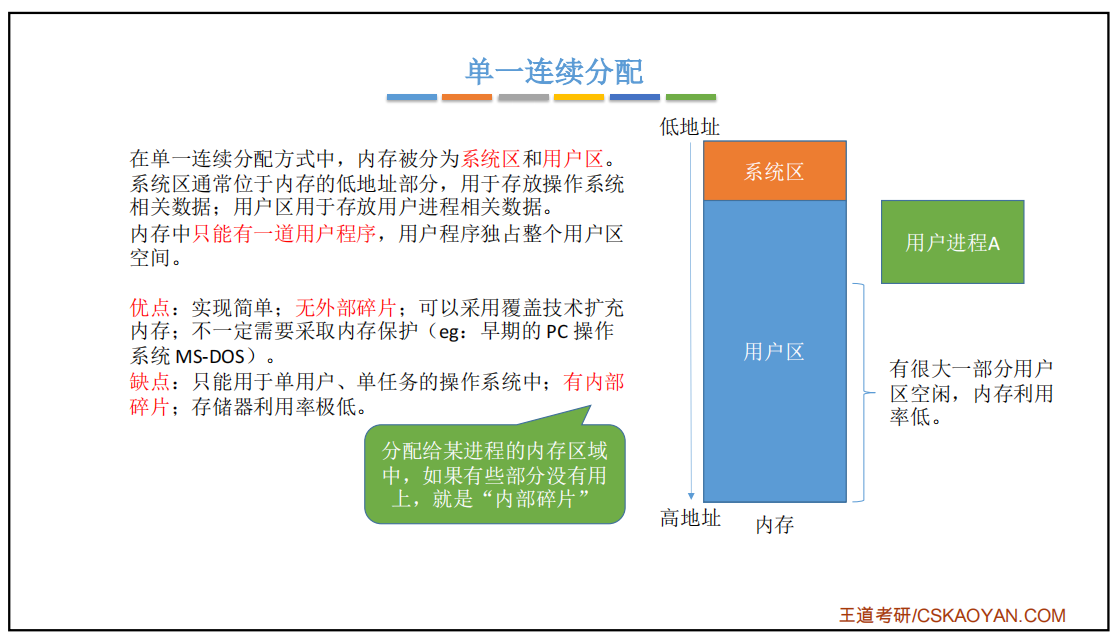 单一连续分配
在单一连续分配方式中，内存被分为系统区和用户区。
系统区通常位于内存的低地址部分，用于存放操作系统
相关数据；用户区用于存放用户进程相关数据。
内存中只能有一道用户程序，用户程序独占整个用户区
空间。
优点：实现简单；无外部碎片；可以采用覆盖技术扩充
内存；不一定需要采取内存保护（eg：早期的 PC 操作
系统 MS-DOS）。
缺点：只能用于单用户、单任务的操作系统中；有内部
碎片；存储器利用率极低。
分配给某进程的内存区域
中，如果有些部分没有用
上，就是“内部碎片”
低地址
系统区
用户区
高地址
内存
用户进程A
有很大一部分用户
区空闲，内存利用
率低。
王道考研/CSKAOYAN.COM